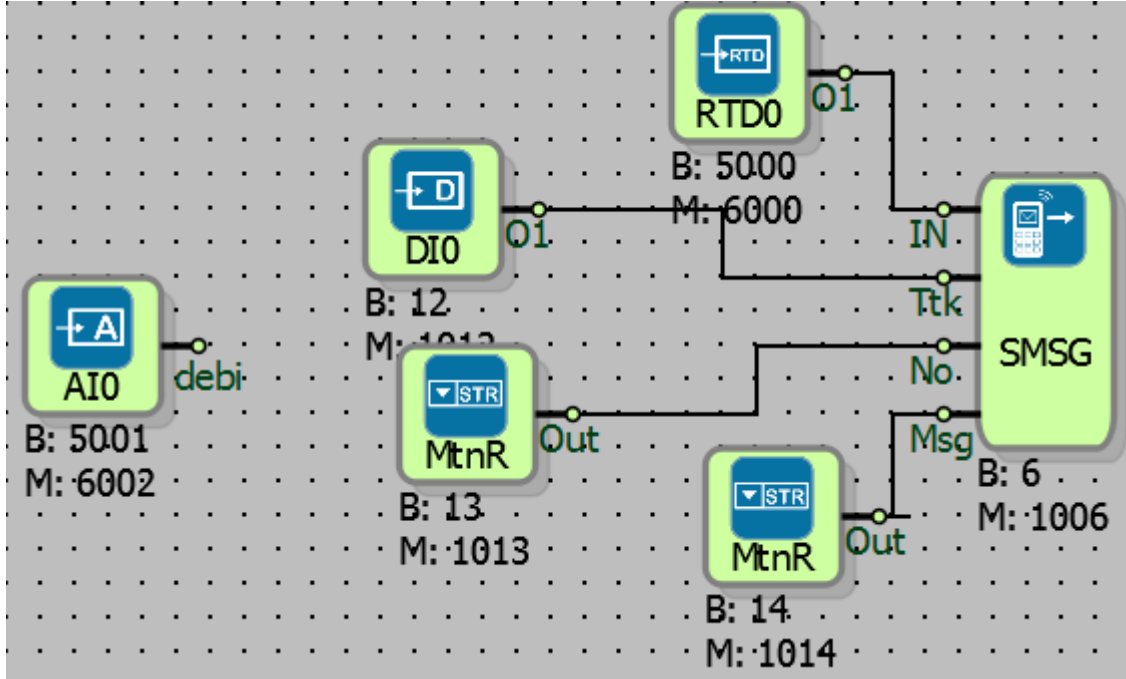 RTD
RTD0
O1
B: 5000
M: 6000
D
DI0
O1
B: 12
M: 1012
A
AI0
debi
B: 5001
M: 6002
STR
MtnR
Out
B: 13
M: 1013
STR
MtnR
Out
B: 14
M: 1014
IN
Ttk
No
Msg
SMSG
B: 6
M: 1006